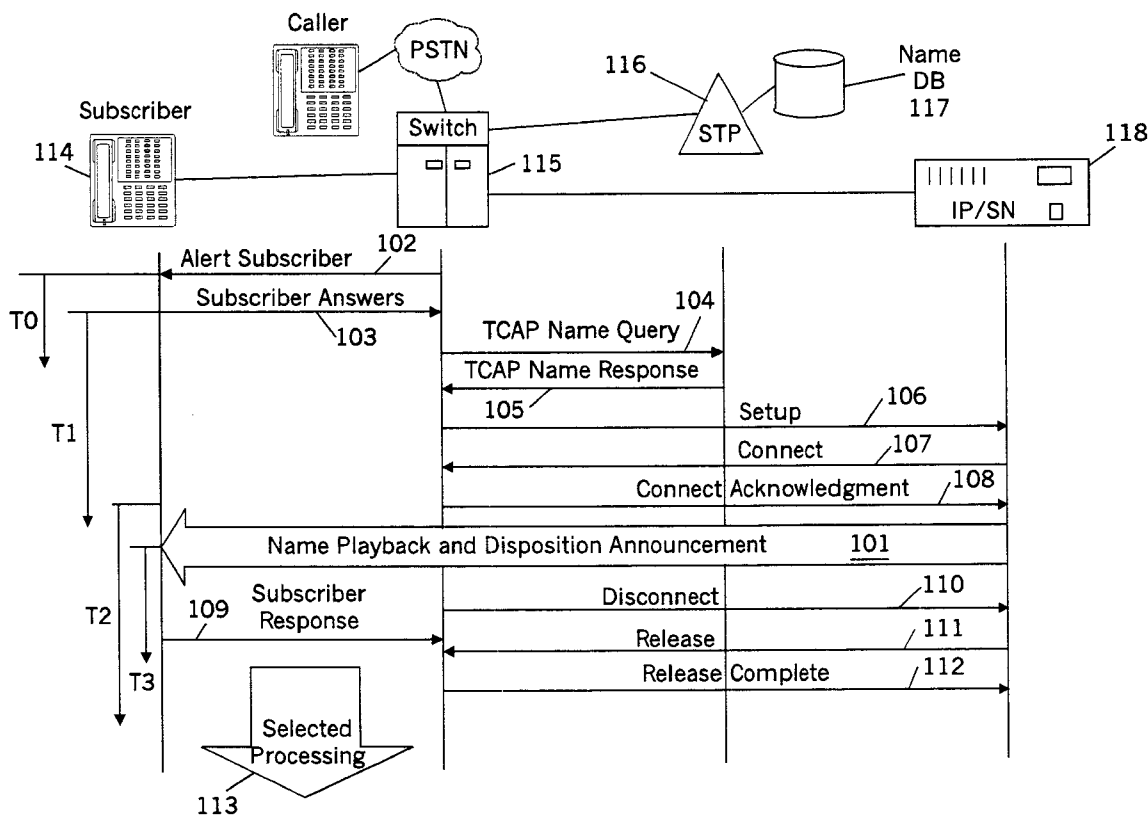 Caller
PSTN
Subscriber
114
Switch
115
116
STP
Name
DB
117
118
IP/SN
Alert Subscriber
102
T0
Subscriber Answers
103
TCAP Name Query
104
TCAP Name Response
105
T1
Setup
106
Connect
107
Connect Acknowledgment
108
Name Playback and Disposition Announcement
101
T2
109
Subscriber
Response
Disconnect
110
Release
111
T3
Release Complete
112
Selected
Processing
113